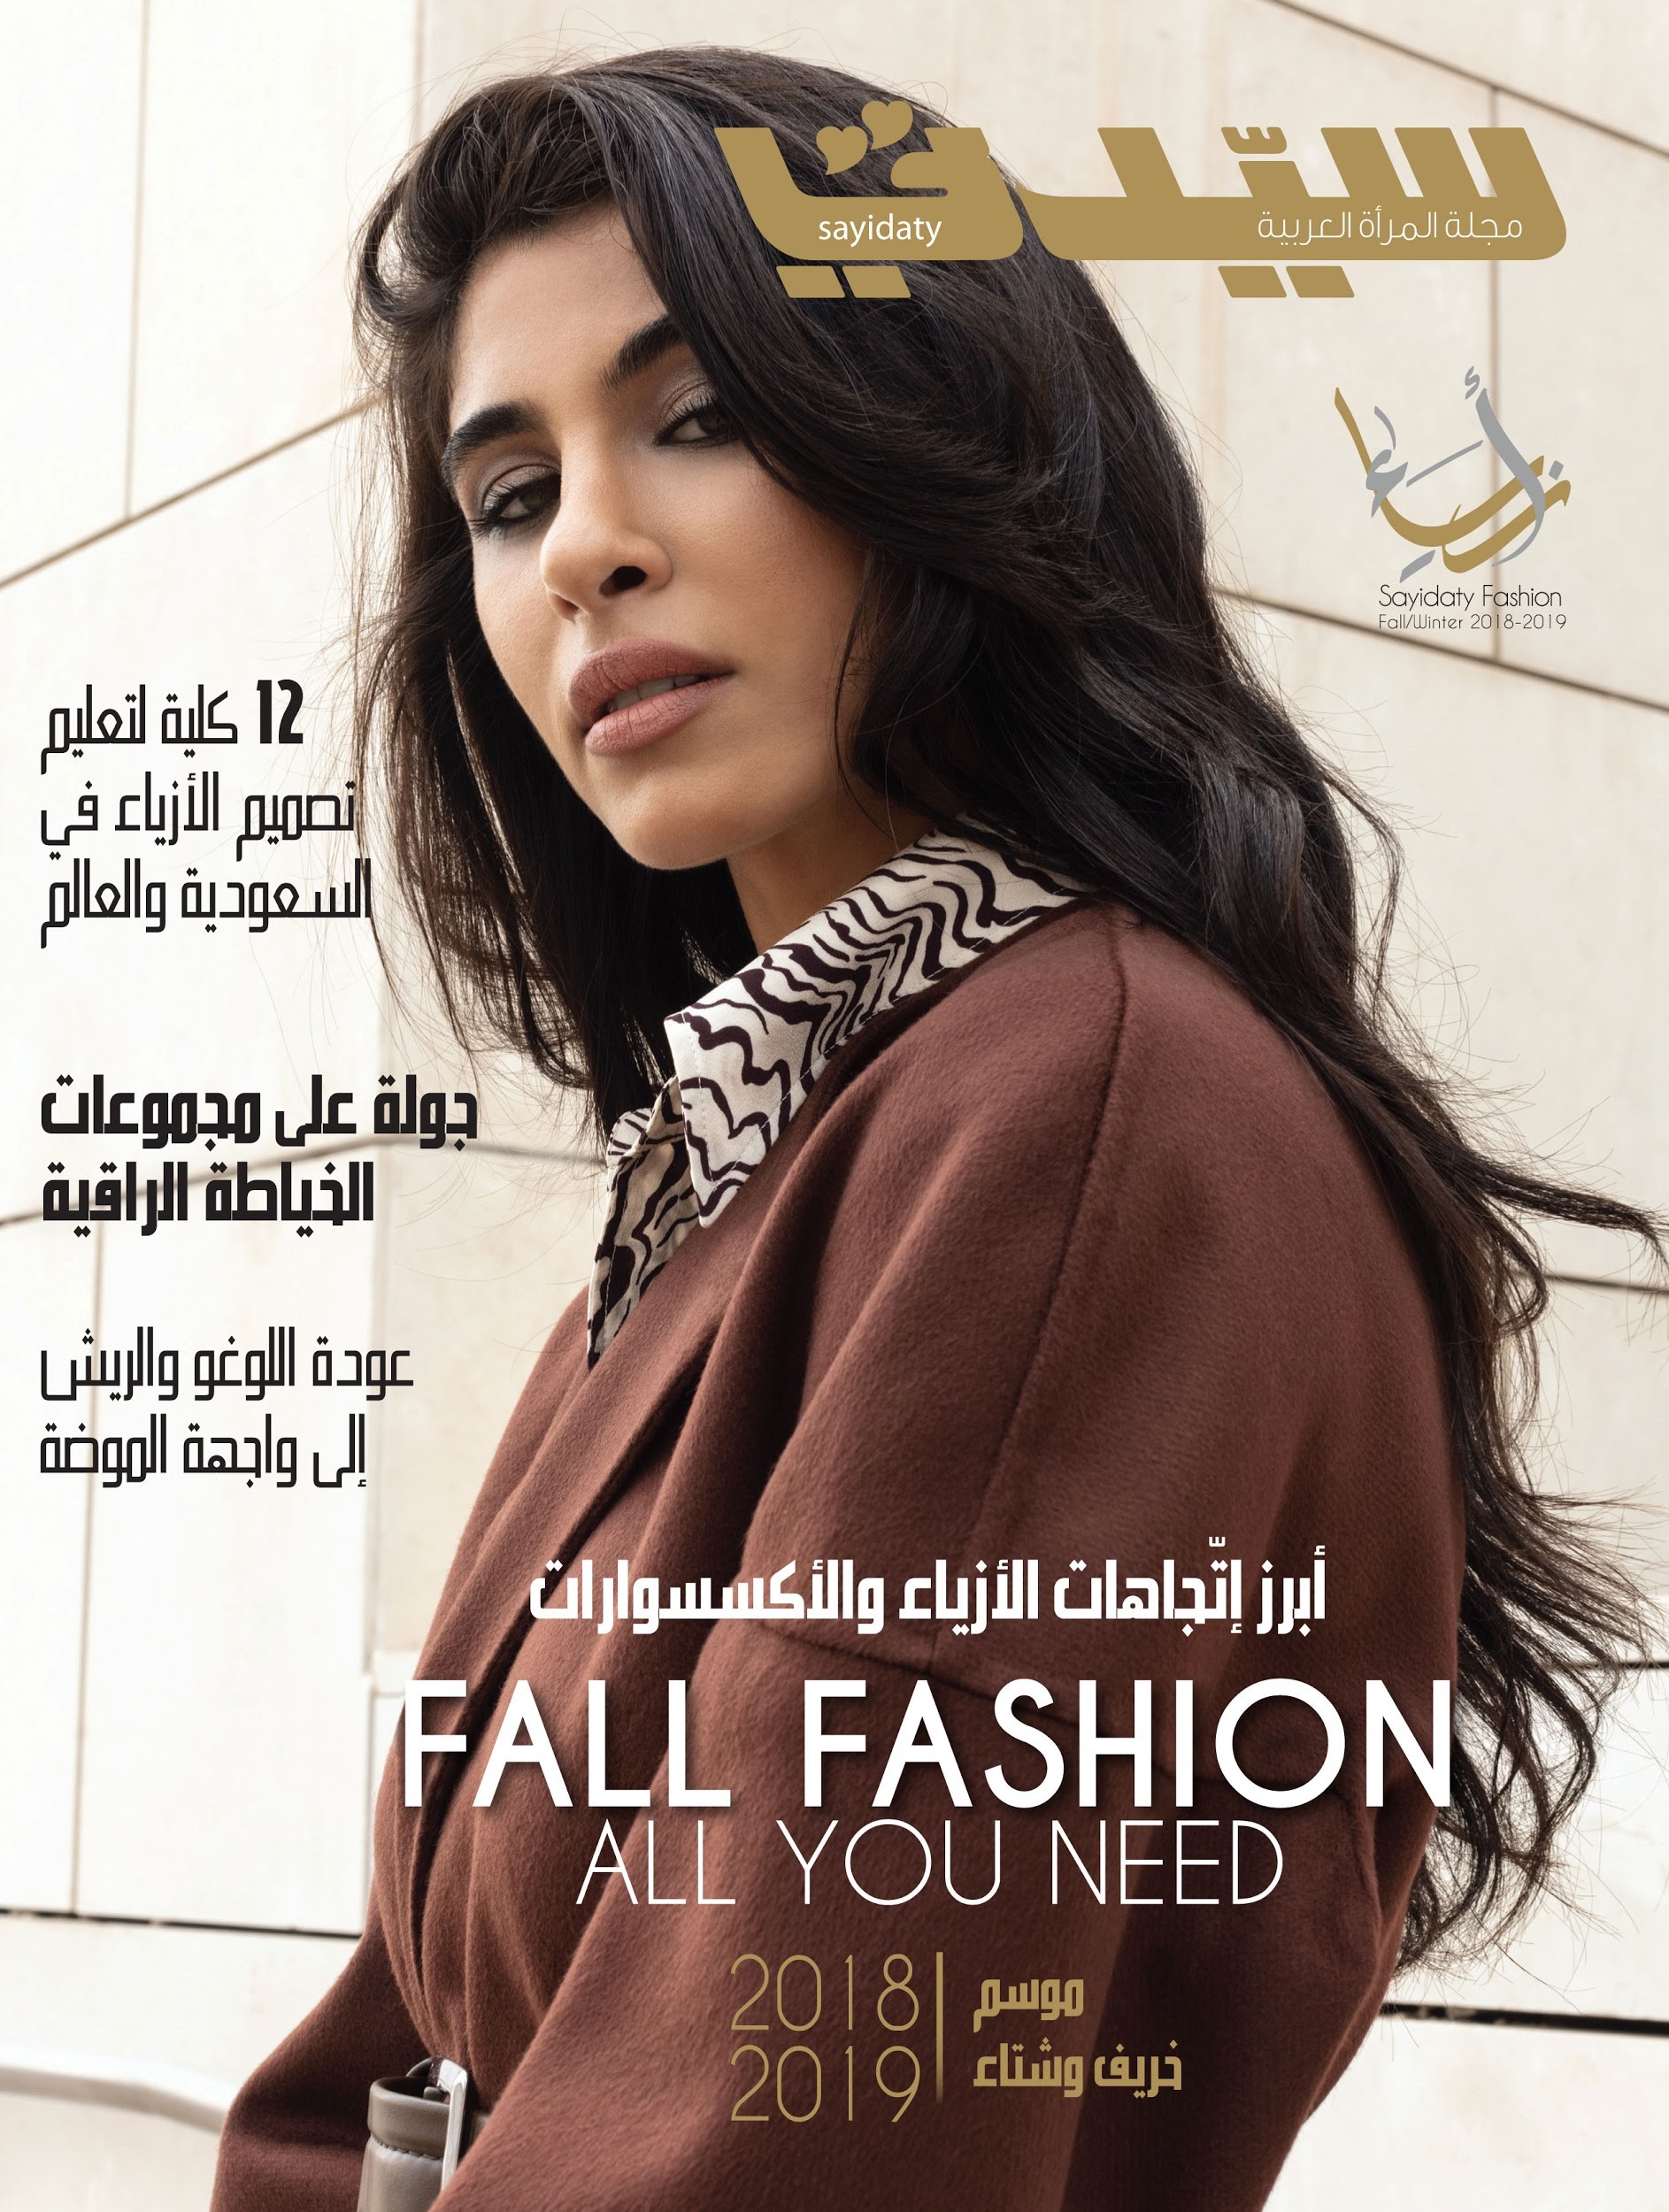 سيّدتي
sayidaty
مجلة المرأة العربية
أزياء
Sayidaty Fashion
Fall/Winter 2018-2019
12 كلية لتعليم
تصميم الأزياء في
السعودية والعالم
جولة على مجموعات
الخياطة الراقية
عودة اللوغو والريش
إلى واجهة الموضة
أبرز إتّجاهات الأزياء والأكسسوارات
FALL FASHION
ALL YOU NEED
موسم
خريف وشتاء
2018
2019